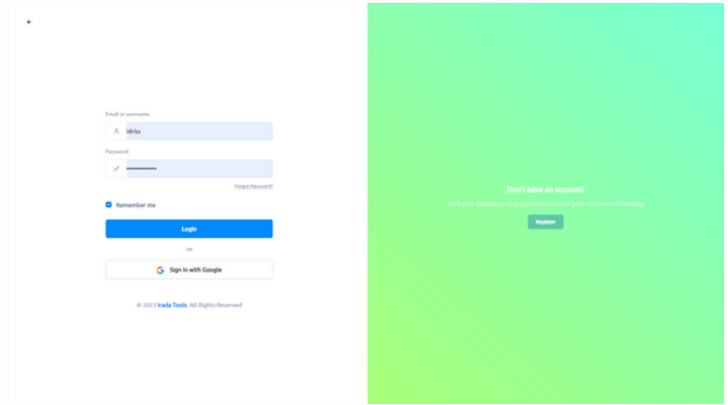 Email or username
idriss
Password
Forgot Password?
Remember me
Login
OR
Sign in with Google
© 2023 Irada Tools. All Rights Reserved
Don't have an account?
Start your marketing campaign now and reach your customers efficiently.
Register